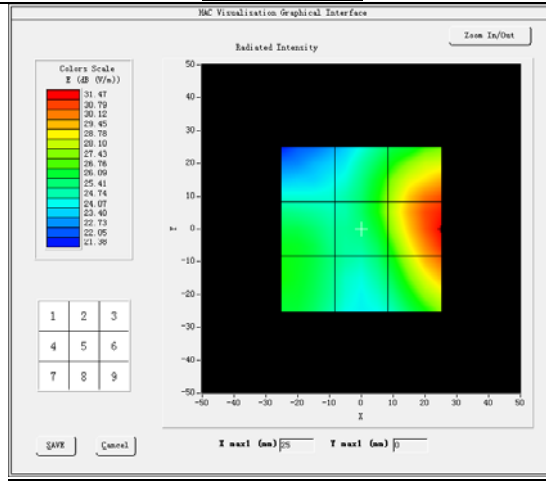 HAC Visualization Graphical Interface
Zoom In/Out
Radiated Intensity
Colors Scale
E (dB (V/m))
31.47
30.79
30.12
29.45
28.78
28.10
27.43
26.76
26.09
25.41
24.74
24.07
23.40
22.73
22.05
21.38
50
40
30
20
10
0
-10
-20
-30
-40
-50
Y
-50 -40 -30 -20 -10 0 10 20 30 40 50
X
1 2 3
4 5 6
7 8 9
SAVE
Cancel
X max1 (mm) 25
Y max1 (mm) 0